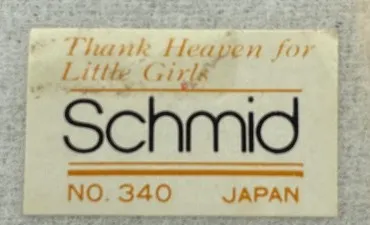 Thank Heaven for
Little Girls
Schmid
NO. 340 JAPAN